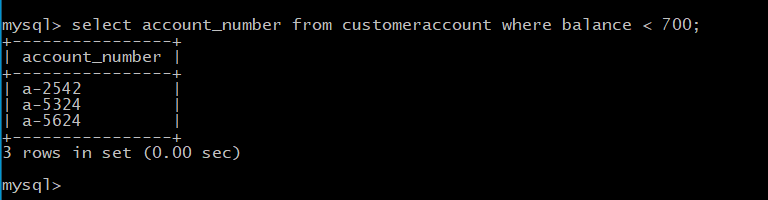 mysql> select account_number from customeraccount where balance < 700;
+----------------+
| account_number |
+----------------+
| a-2542         |
| a-5324         |
| a-5624         |
+----------------+
3 rows in set (0.00 sec)
mysql>